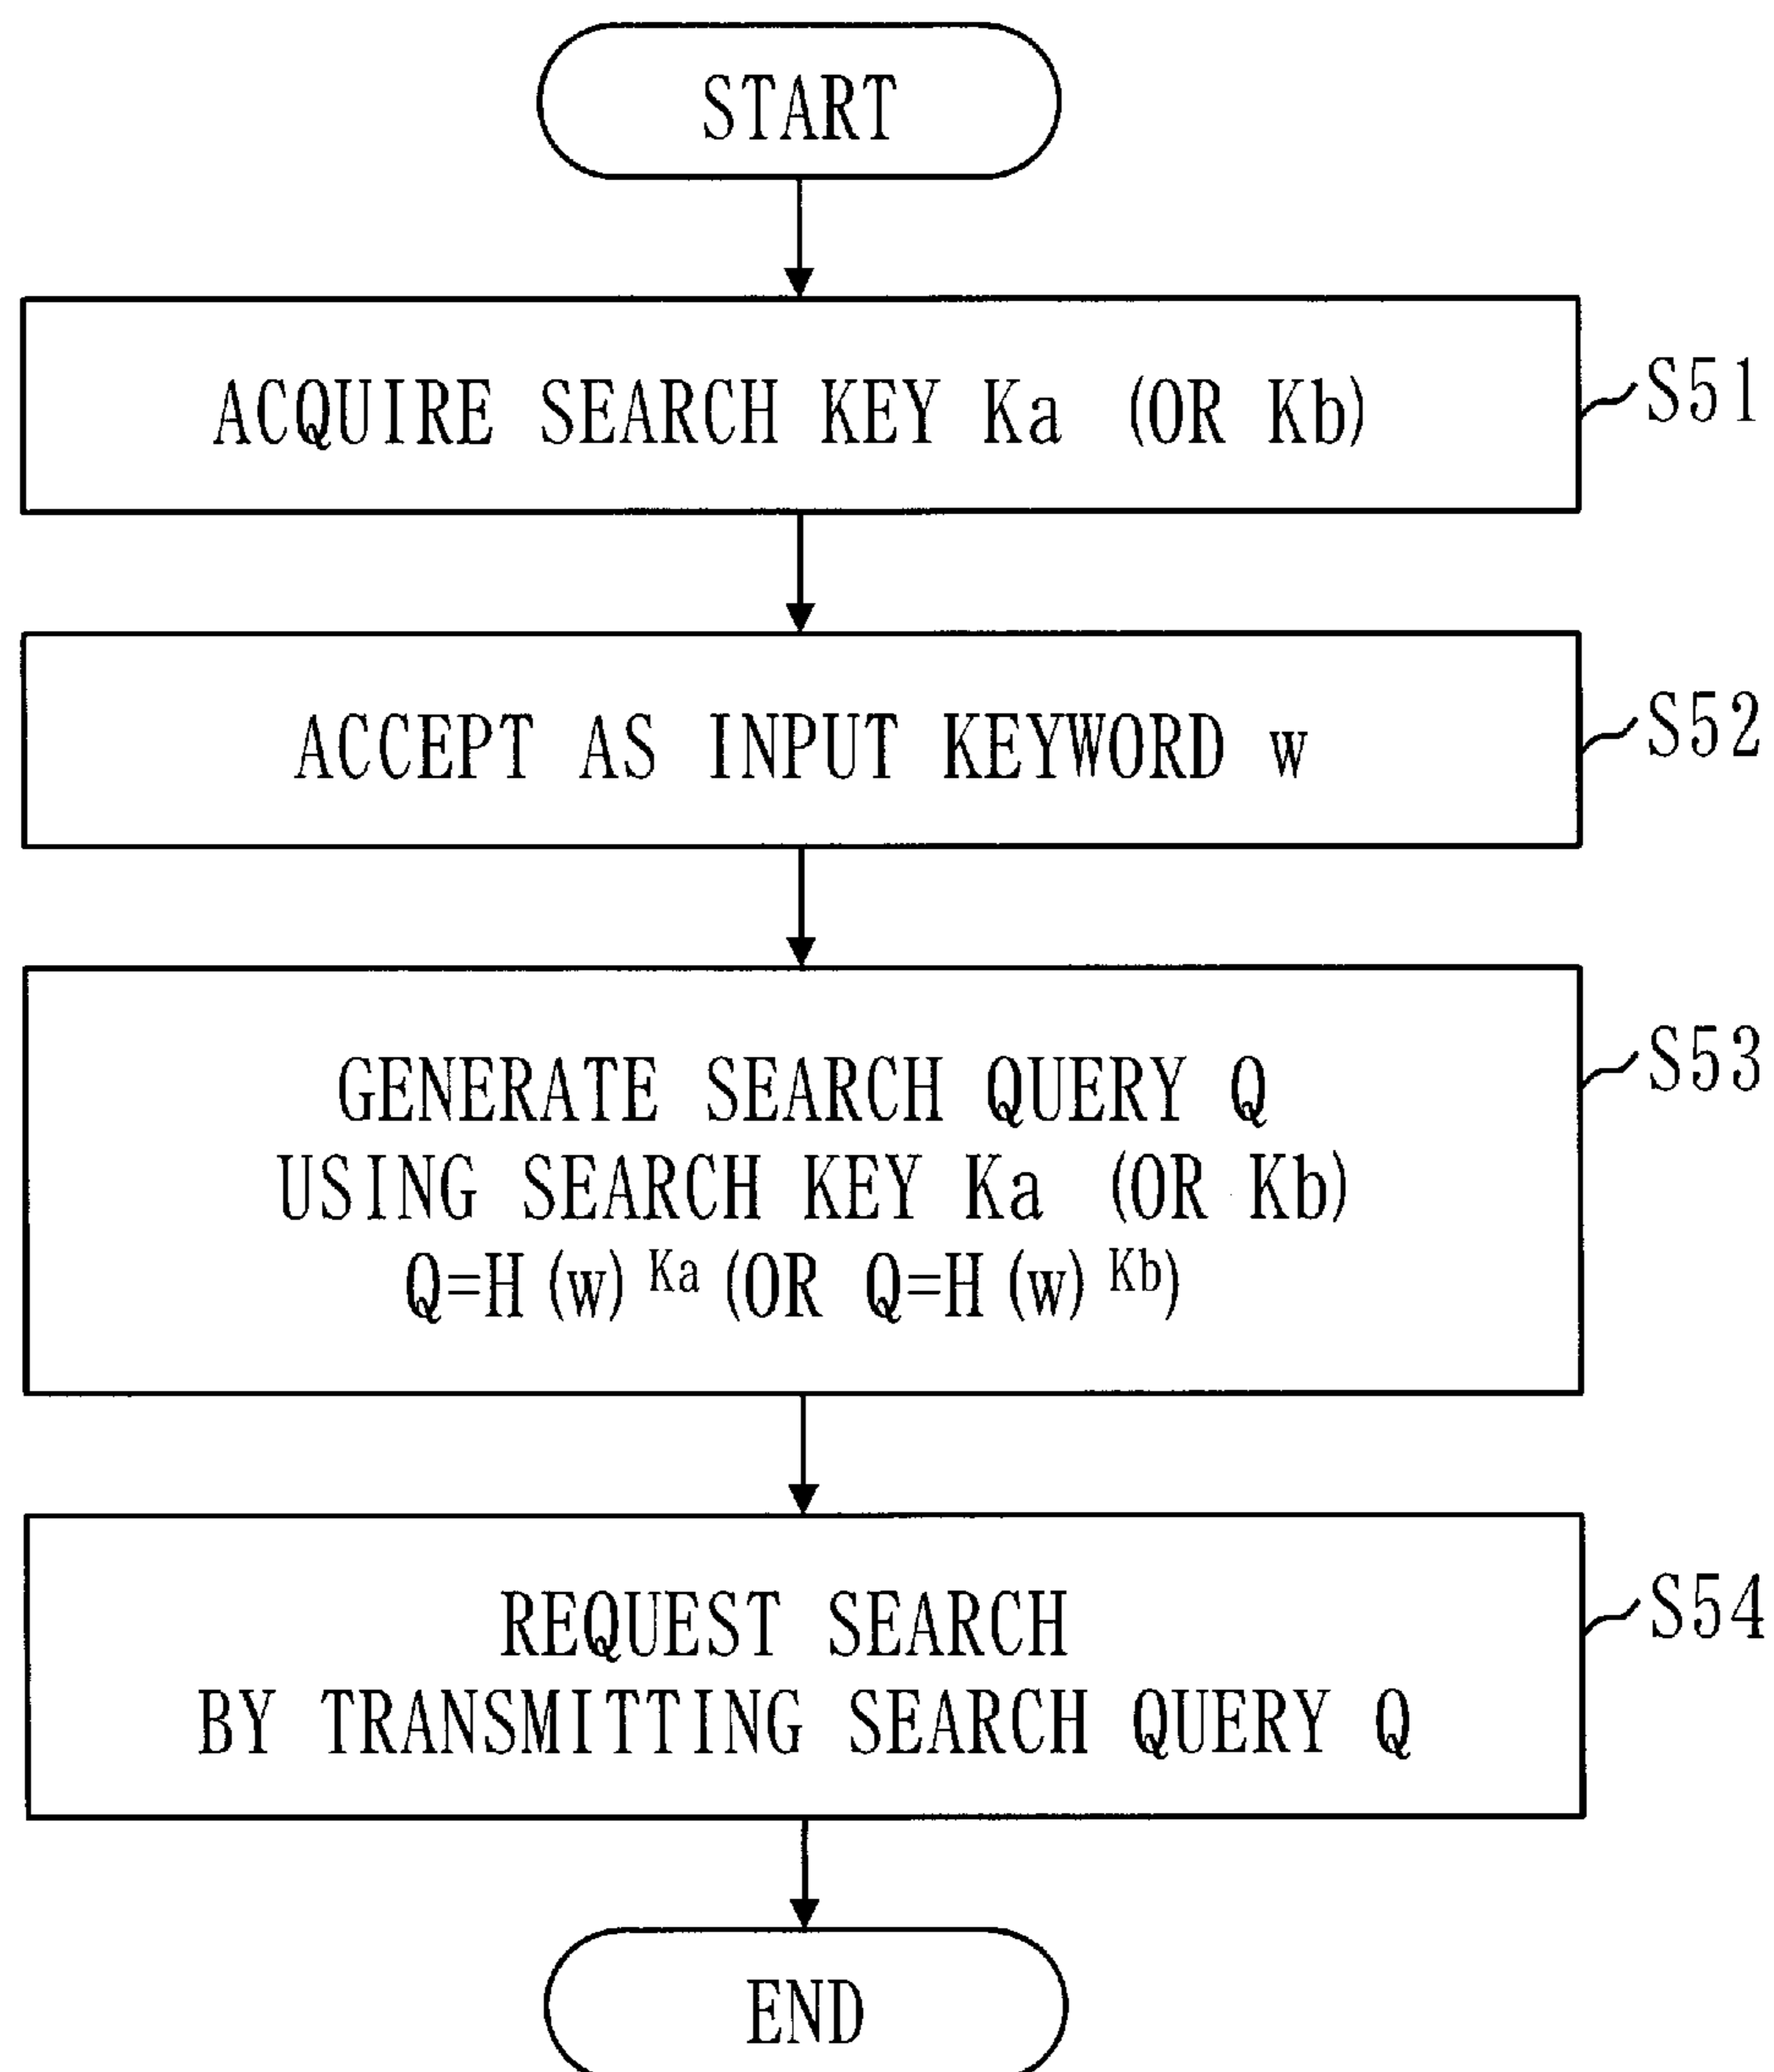 START
ACQUIRE SEARCH KEY Ka (OR Kb)
S51
ACCEPT AS INPUT KEYWORD w
S52
GENERATE SEARCH QUERY Q
S53
USING SEARCH KEY Ka (OR Kb)
Q=H(w)^Ka (OR Q=H(w)^Kb)
REQUEST SEARCH
S54
BY TRANSMITTING SEARCH QUERY Q
END